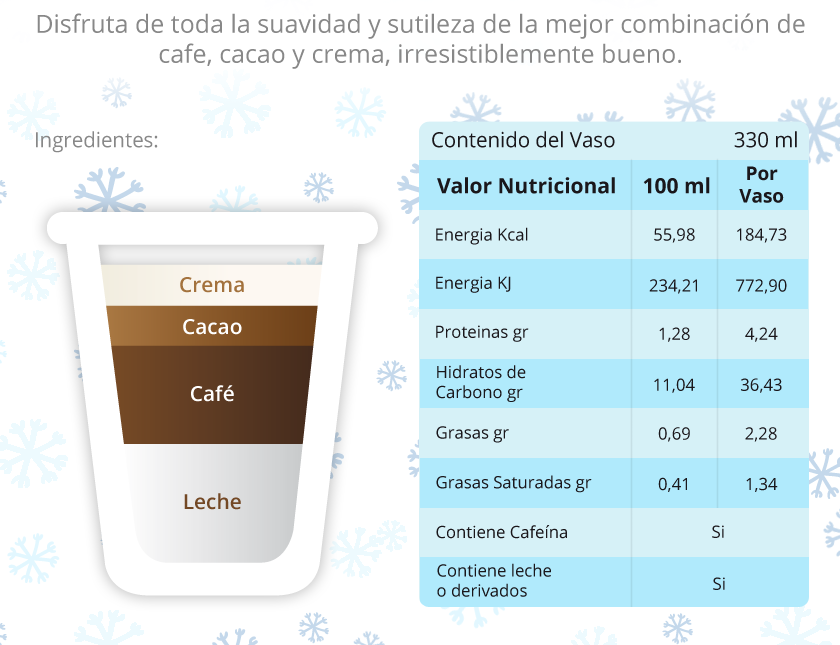 Disfruta de toda la suavidad y sutileza de la mejor combinación de
cafe, cacao y crema, irresistiblemente bueno.
Ingredientes:
Crema
Cacao
Café
Leche
Contenido del Vaso 330 ml
Valor Nutricional 100 ml Por
Vaso
Energia Kcal 55,98 184,73
Energia KJ 234,21 772,90
Proteinas gr 1,28 4,24
Hidratos de
Carbono gr 11,04 36,43
Grasas gr 0,69 2,28
Grasas Saturadas gr 0,41 1,34
Contiene Cafeína Si
Contiene leche
o derivados Si